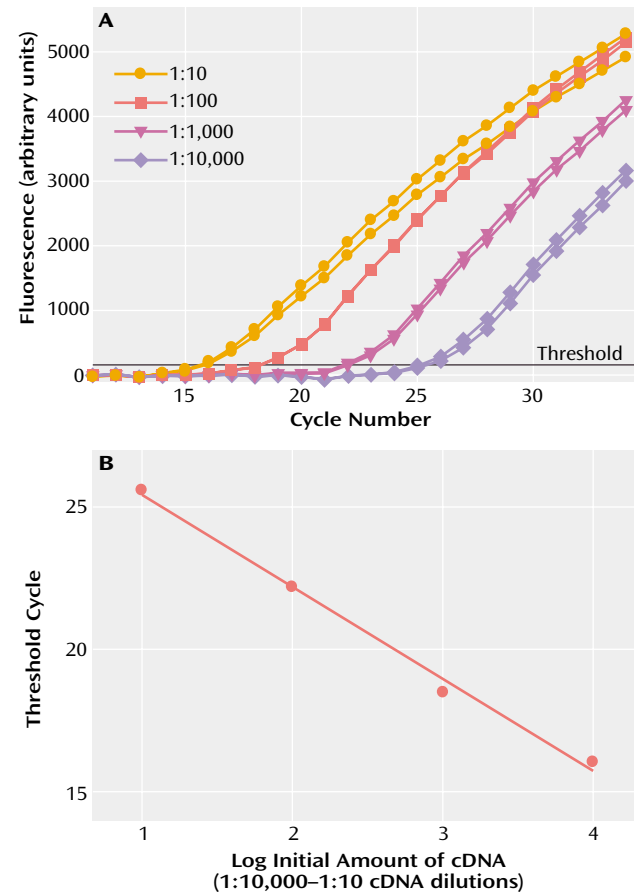 A
5000
4000
3000
2000
1000
0
Fluorescence (arbitrary units)
1:10
1:100
1:1,000
1:10,000
Threshold
15
20
25
30
Cycle Number
B
25
20
15
Threshold Cycle
1
2
3
4
Log Initial Amount of cDNA
(1:10,000–1:10 cDNA dilutions)